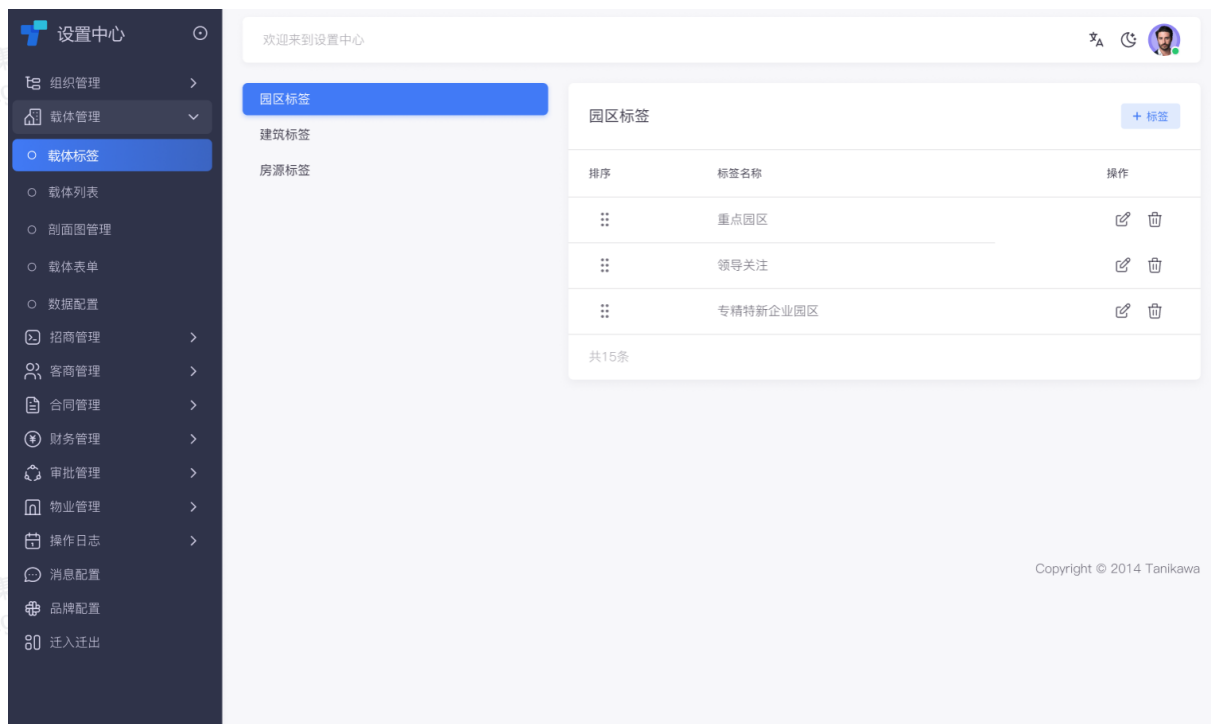 设置中心
组织管理
载体管理
载体标签
载体列表
剖面图管理
载体表单
数据配置
招商管理
客商管理
合同管理
财务管理
审批管理
物业管理
操作日志
消息配置
品牌配置
迁入迁出
欢迎来到设置中心
园区标签
建筑标签
房源标签
园区标签
+ 标签
排序 标签名称 操作
重点园区
领导关注
专精特新企业园区
共15条
Copyright © 2014 Tanikawa